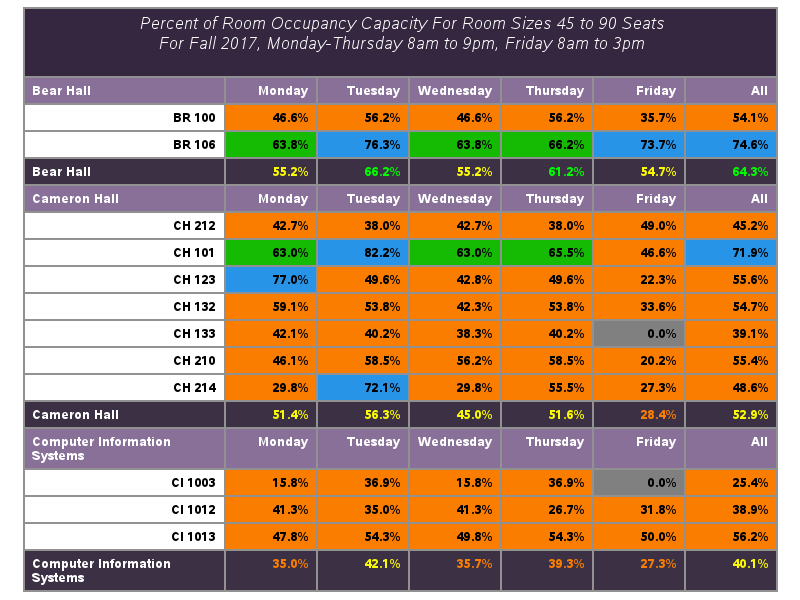 Percent of Room Occupancy Capacity For Room Sizes 45 to 90 Seats
For Fall 2017, Monday-Thursday 8am to 9pm, Friday 8am to 3pm
Bear Hall Monday Tuesday Wednesday Thursday Friday All
BR 100 46.6% 56.2% 46.6% 56.2% 35.7% 54.1%
BR 106 63.8% 76.3% 63.8% 66.2% 73.7% 74.6%
Bear Hall 55.2% 66.2% 55.2% 61.2% 54.7% 64.3%
Cameron Hall Monday Tuesday Wednesday Thursday Friday All
CH 212 42.7% 38.0% 42.7% 38.0% 49.0% 45.2%
CH 101 63.0% 82.2% 63.0% 65.5% 46.6% 71.9%
CH 123 77.0% 49.6% 42.8% 49.6% 22.3% 55.6%
CH 132 59.1% 53.8% 42.3% 53.8% 33.6% 54.7%
CH 133 42.1% 40.2% 38.3% 40.2% 0.0% 39.1%
CH 210 46.1% 58.5% 56.2% 58.5% 20.2% 55.4%
CH 214 29.8% 72.1% 29.8% 55.5% 27.3% 48.6%
Cameron Hall 51.4% 56.3% 45.0% 51.6% 28.4% 52.9%
Computer Information Monday Tuesday Wednesday Thursday Friday All
Systems
CI 1003 15.8% 36.9% 15.8% 36.9% 0.0% 25.4%
CI 1012 41.3% 35.0% 41.3% 26.7% 31.8% 38.9%
CI 1013 47.8% 54.3% 49.8% 54.3% 50.0% 56.2%
Computer Information 35.0% 42.1% 35.7% 39.3% 27.3% 40.1%
Systems